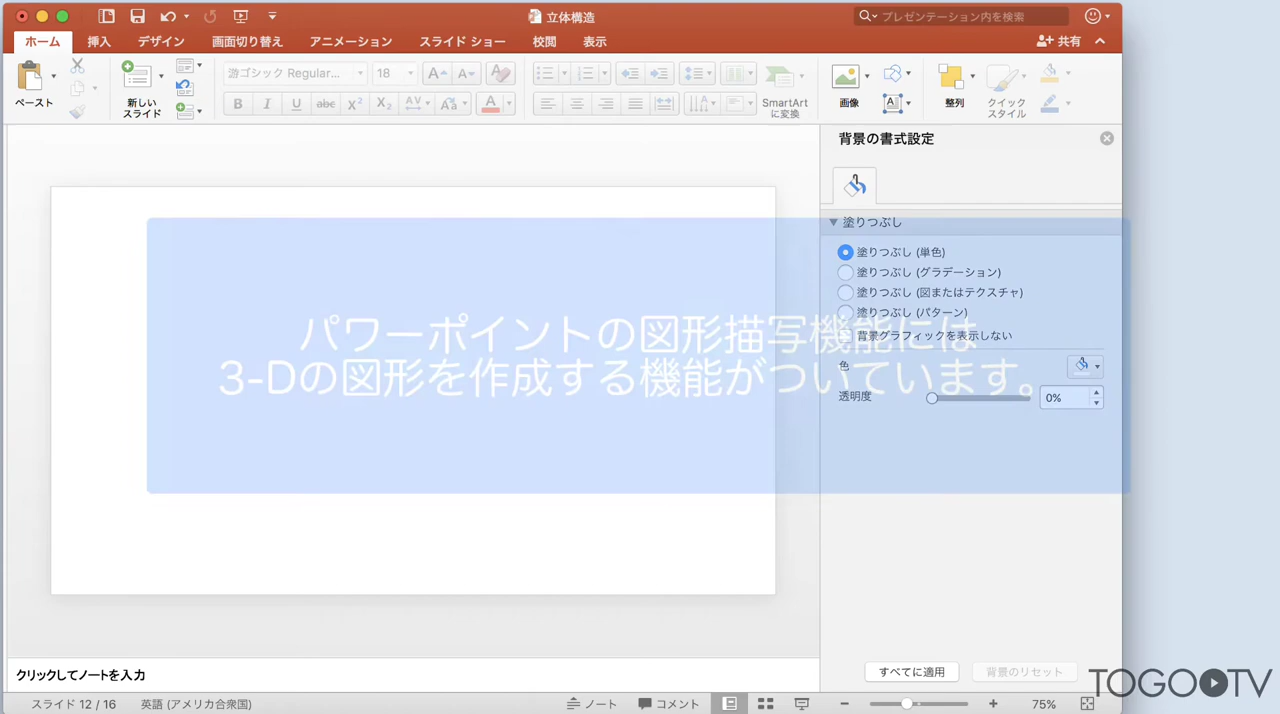 立体構造
プレゼンテーション内を検索
ホーム 挿入 デザイン 画面切り替え アニメーション スライド ショー 校閲 表示 共有
ペースト
新しい
スライド
游ゴシック Regular... 18
B I U abc X² X₂ AV Aa A
SmartArt
に変換
画像
整列
クイック
スタイル
背景の書式設定
塗りつぶし
塗りつぶし (単色)
塗りつぶし (グラデーション)
塗りつぶし (図またはテクスチャ)
塗りつぶし (パターン)
背景グラフィックを表示しない
色
透明度 0%
パワーポイントの図形描写機能には
3-Dの図形を作成する機能がついています。
すべてに適用 背景のリセット
クリックしてノートを入力
スライド 12 / 16 英語 (アメリカ合衆国) ノート コメント 75%
TOGOTV